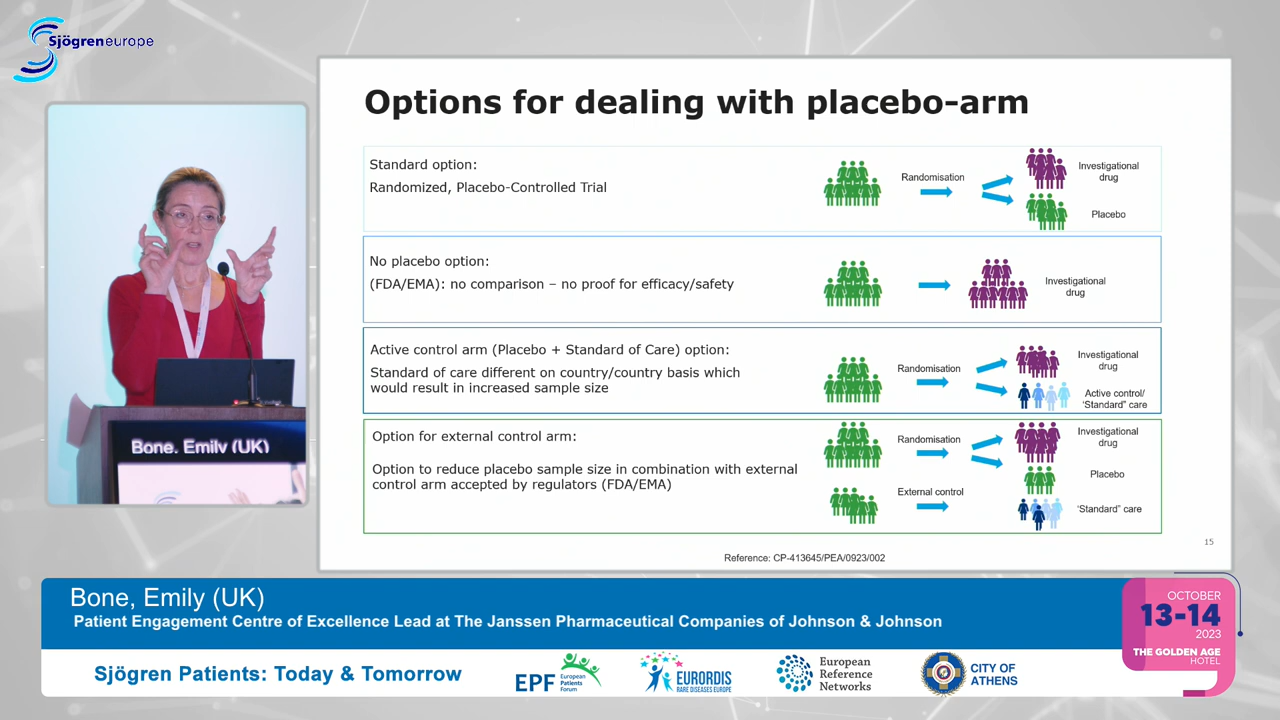 Sjögreneurope
Options for dealing with placebo-arm
Standard option:
Randomized, Placebo-Controlled Trial
Randomisation
Investigational
drug
Placebo
No placebo option:
(FDA/EMA): no comparison – no proof for efficacy/safety
Investigational
drug
Active control arm (Placebo + Standard of Care) option:
Standard of care different on country/country basis which
would result in increased sample size
Randomisation
Investigational
drug
Active control/
‘Standard” care
Option for external control arm:
Option to reduce placebo sample size in combination with external
control arm accepted by regulators (FDA/EMA)
Randomisation
Investigational
drug
Placebo
External control
‘Standard” care
15
Reference: CP-413645/PEA/0923/002
Bone, Emily (UK)
Bone, Emily (UK)
Patient Engagement Centre of Excellence Lead at The Janssen Pharmaceutical Companies of Johnson & Johnson
OCTOBER
13-14
2023
THE GOLDEN AGE
HOTEL
Sjögren Patients: Today & Tomorrow
EPF European
Patients
Forum
EURORDIS
RARE DISEASES EUROPE
European
Reference
Networks
CITY OF
ATHENS